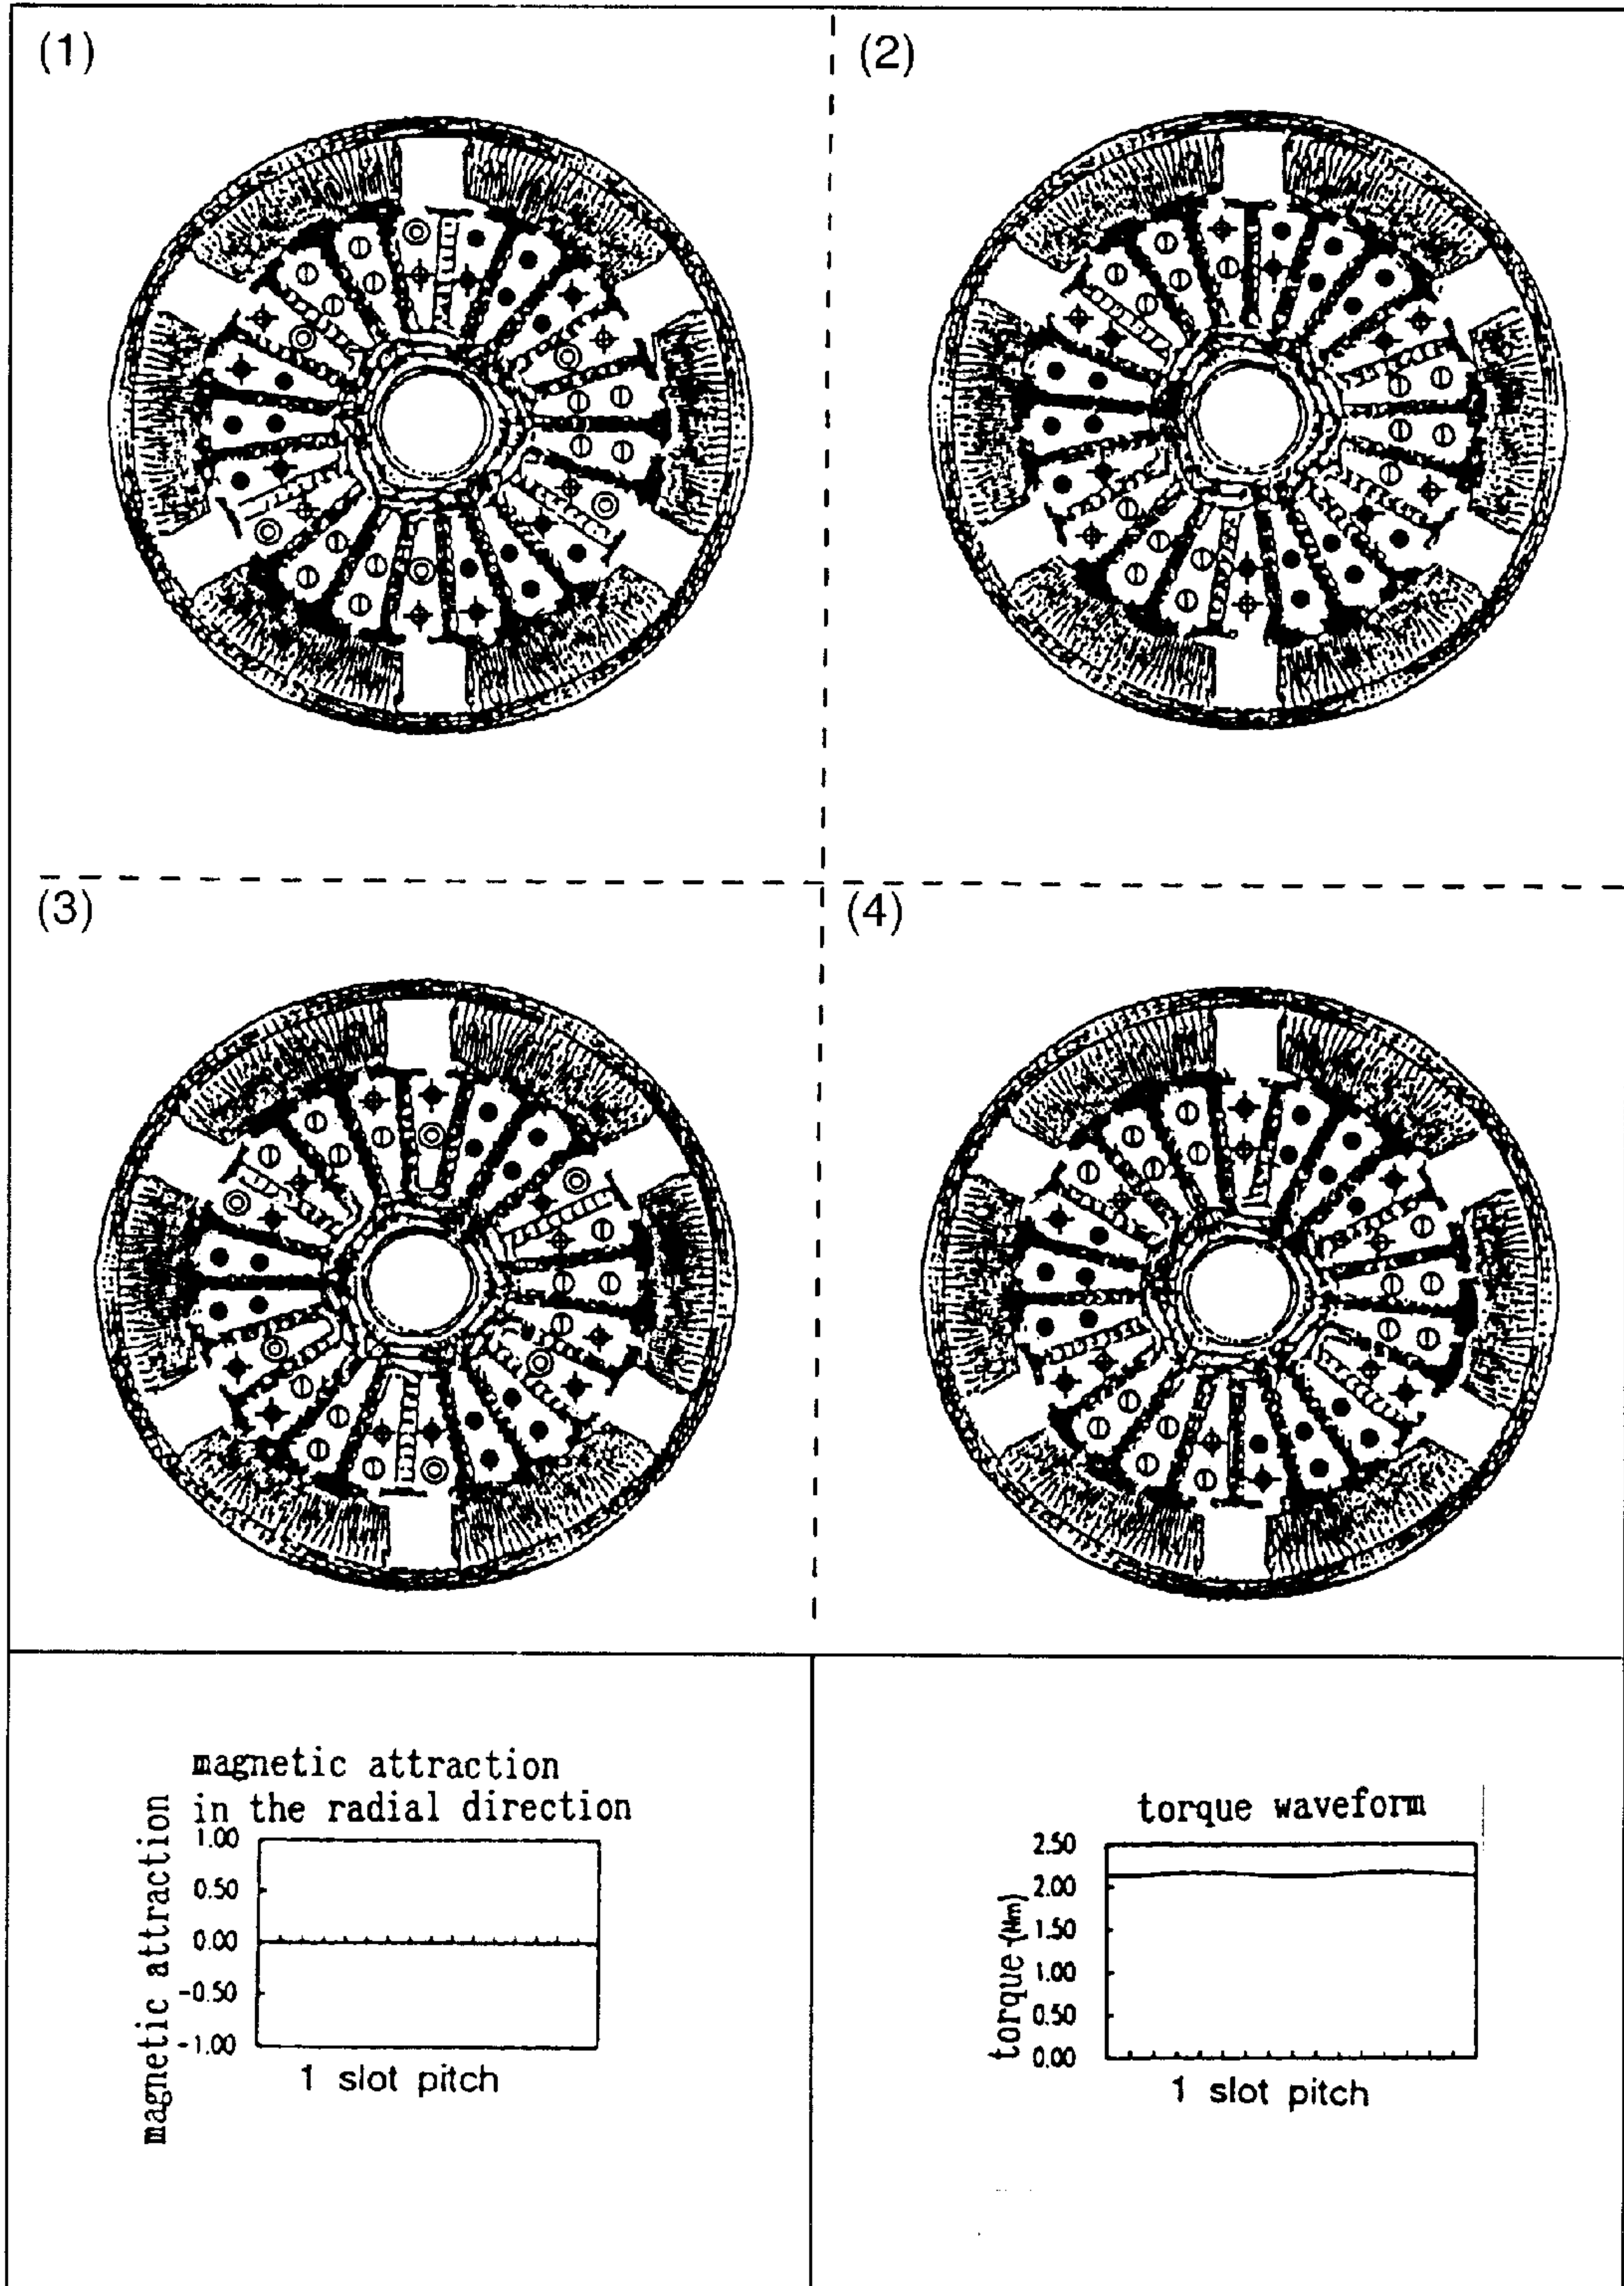 (1)
(2)
(3)
(4)
magnetic attraction
in the radial direction
magnetic attraction
1.00
0.50
0.00
-0.50
-1.00
1 slot pitch
torque waveform
torque (Nm)
2.50
2.00
1.50
1.00
0.50
0.00
1 slot pitch